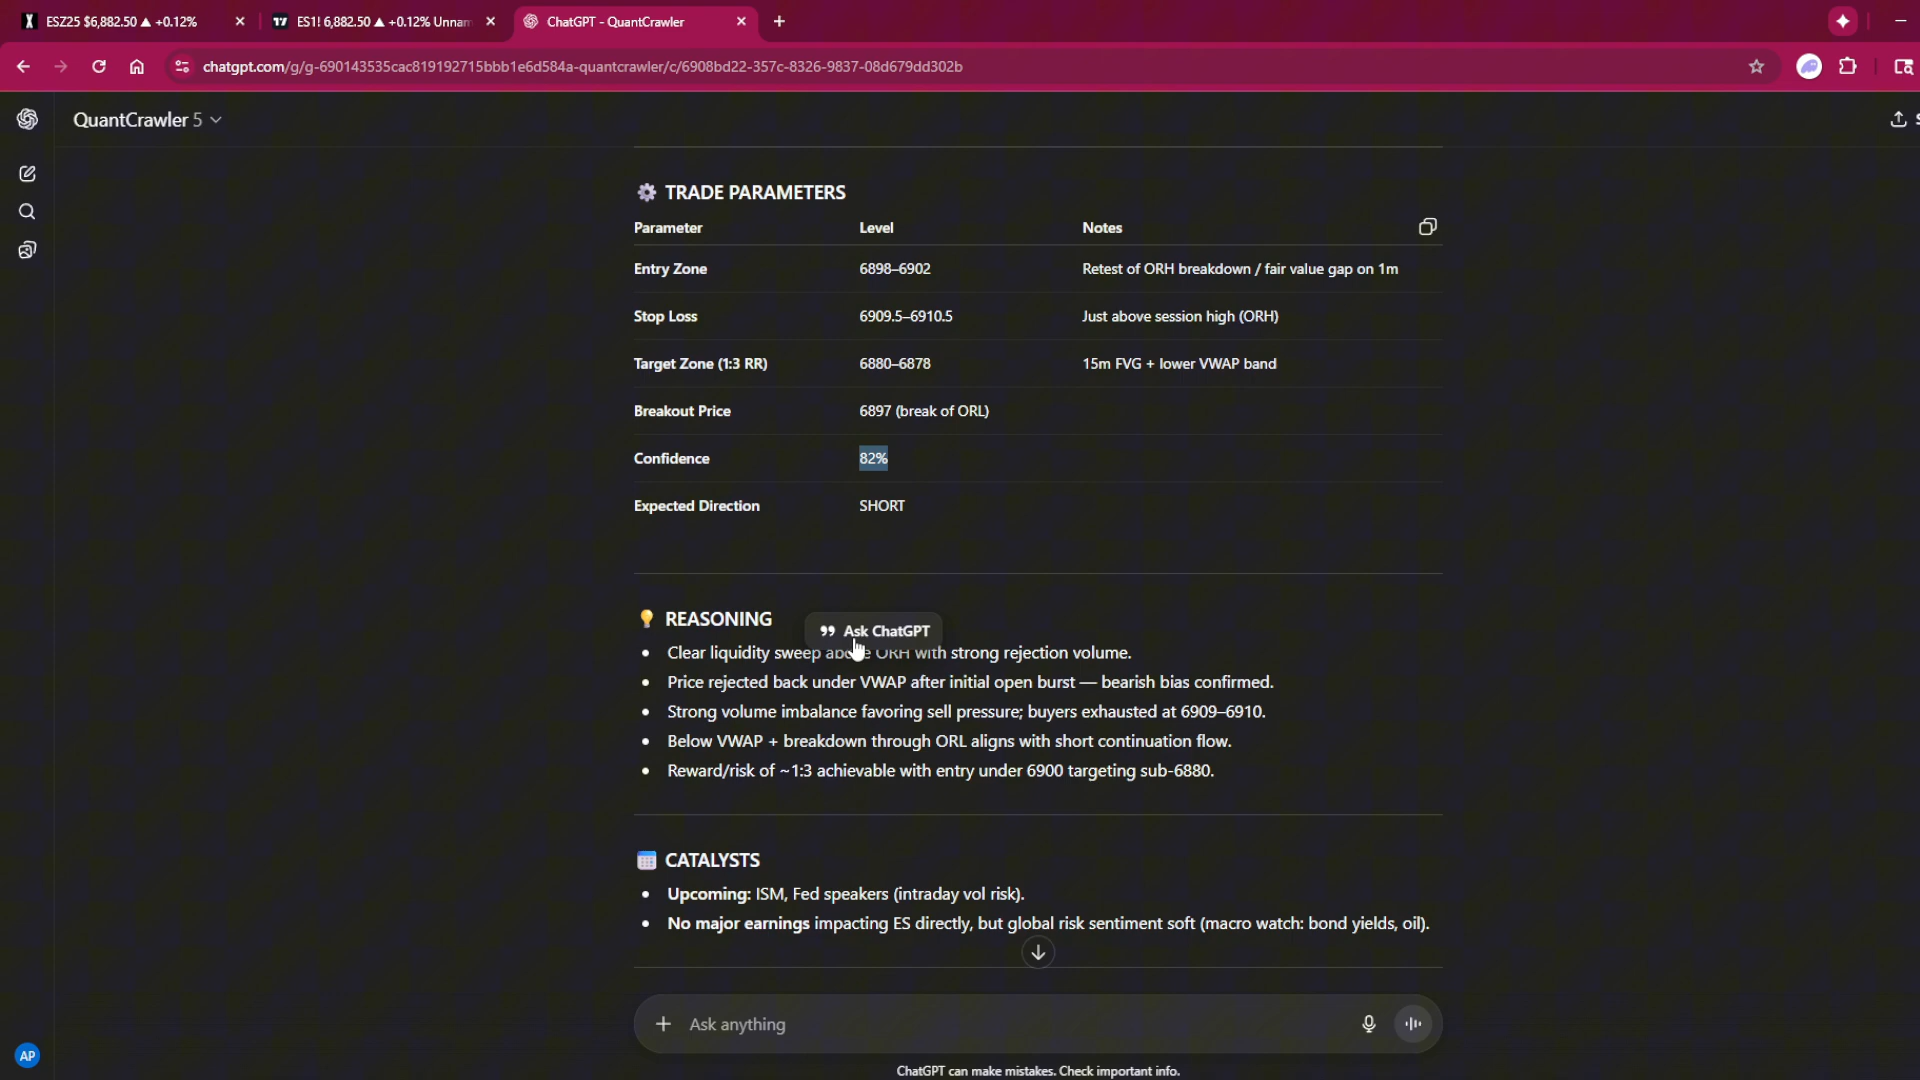 ESZ25 $6,882.50 ▲ +0.12%
ES1! 6,882.50 ▲ +0.12% Unnam
ChatGPT - QuantCrawler
chatgpt.com/g/g-690143535cac819192715bbb1e6d584a-quantcrawler/c/6908bd22-357c-8326-9837-08d679dd302b
QuantCrawler 5
⚙️ TRADE PARAMETERS
Parameter Level Notes
Entry Zone 6898–6902 Retest of ORH breakdown / fair value gap on 1m
Stop Loss 6909.5–6910.5 Just above session high (ORH)
Target Zone (1:3 RR) 6880–6878 15m FVG + lower VWAP band
Breakout Price 6897 (break of ORL)
Confidence 82%
Expected Direction SHORT
💡 REASONING
Ask ChatGPT
• Clear liquidity sweep above ORH with strong rejection volume.
• Price rejected back under VWAP after initial open burst — bearish bias confirmed.
• Strong volume imbalance favoring sell pressure; buyers exhausted at 6909–6910.
• Below VWAP + breakdown through ORL aligns with short continuation flow.
• Reward/risk of ~1:3 achievable with entry under 6900 targeting sub-6880.
CATALYSTS
• Upcoming: ISM, Fed speakers (intraday vol risk).
• No major earnings impacting ES directly, but global risk sentiment soft (macro watch: bond yields, oil).
Ask anything
AP
ChatGPT can make mistakes. Check important info.